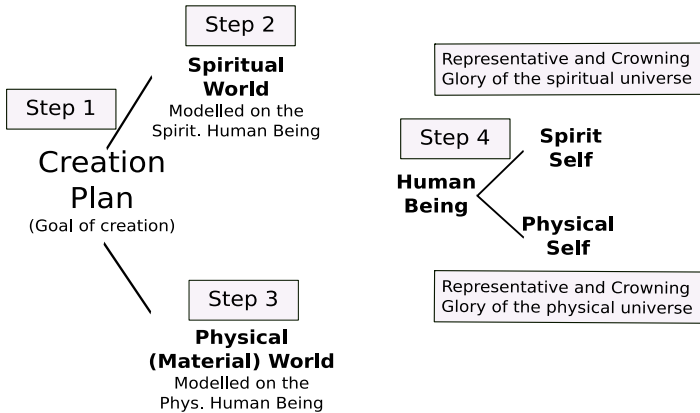 Step 1
Creation
Plan
(Goal of creation)
Step 2
Spiritual
World
Modelled on the
Spirit. Human Being
Step 3
Physical
(Material) World
Modelled on the
Phys. Human Being
Step 4
Human
Being
Representative and Crowning
Glory of the spiritual universe
Spirit
Self
Physical
Self
Representative and Crowning
Glory of the physical universe